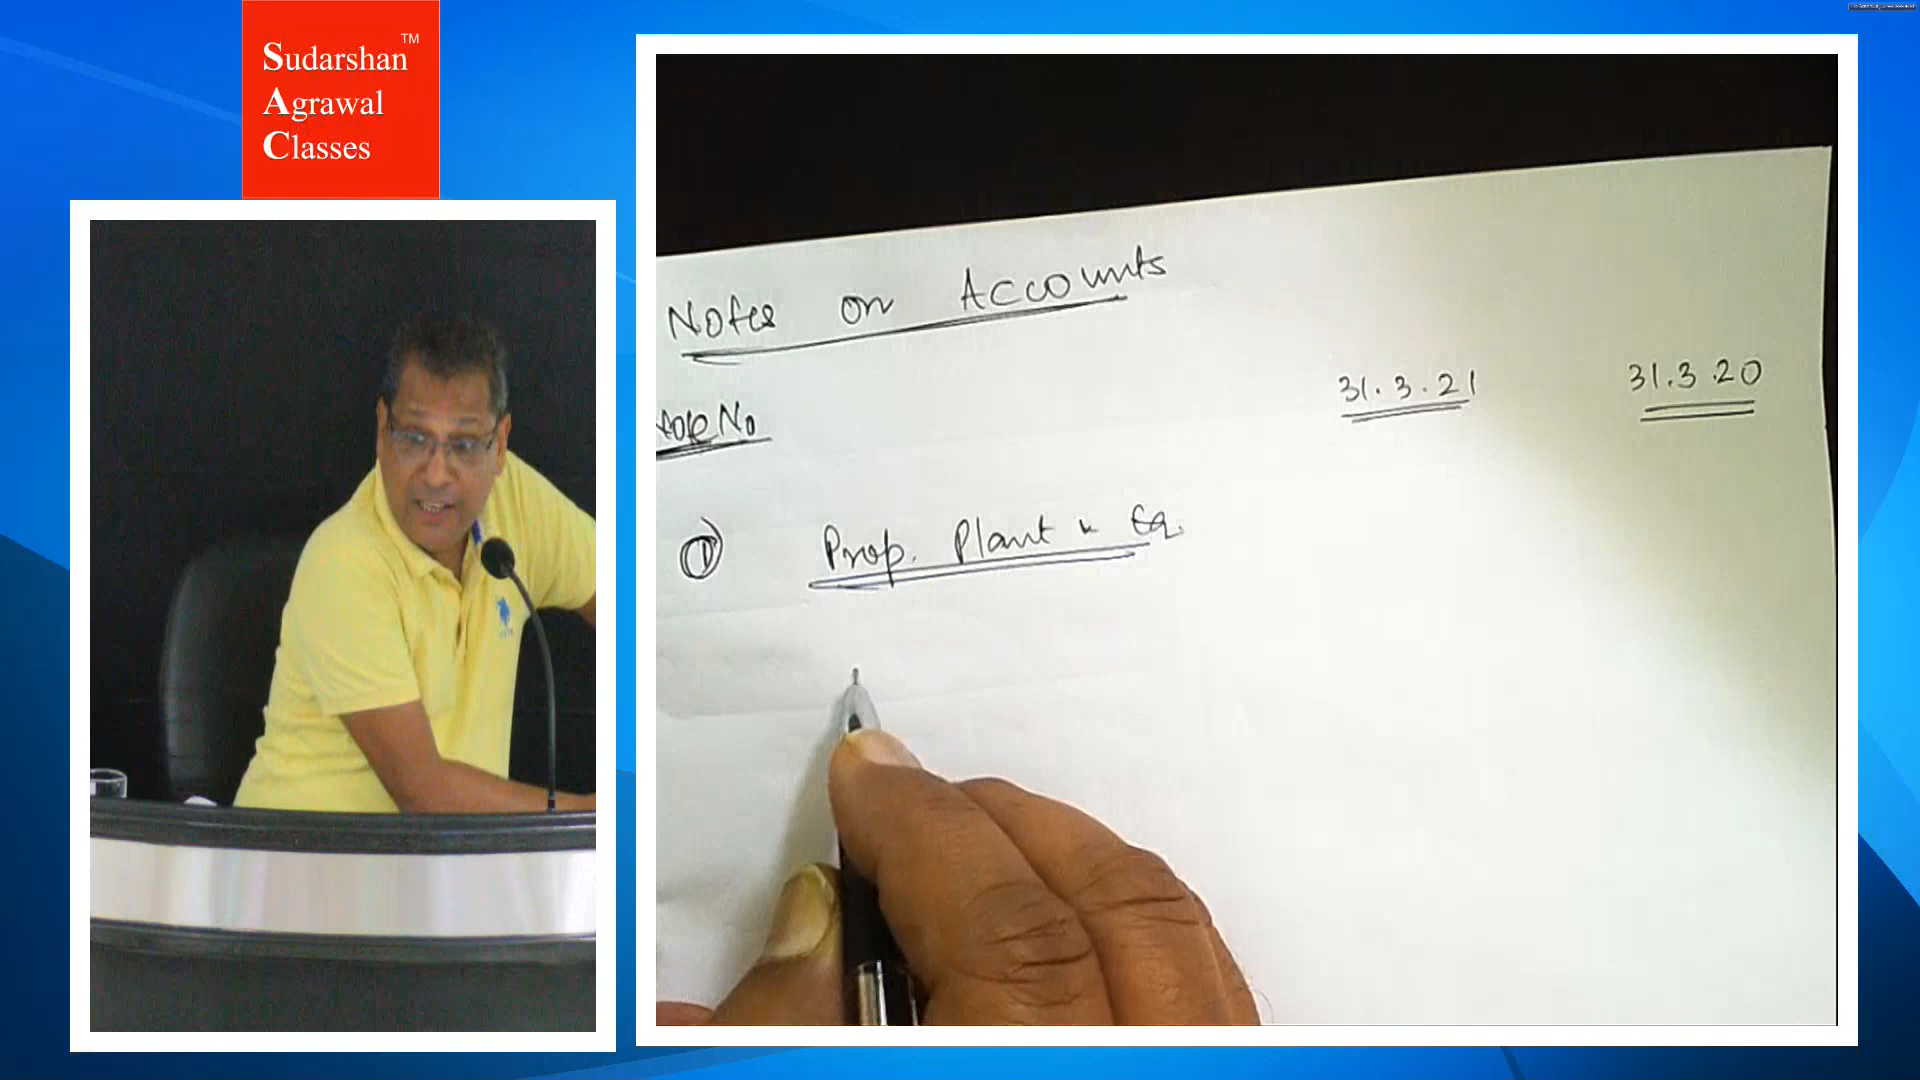 Sudarshan™
Agrawal
Classes
Notes on Accounts
31.3.21 31.3.20
Note No
① Prop. Plant & Eq.